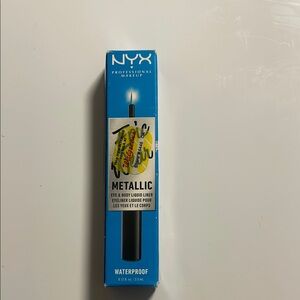 NYX
PROFESSIONAL
MAKEUP
METALLIC
EYE & BODY LIQUID LINER
EYELINER LIQUIDE POUR
LES YEUX ET LE CORPS
WATERPROOF